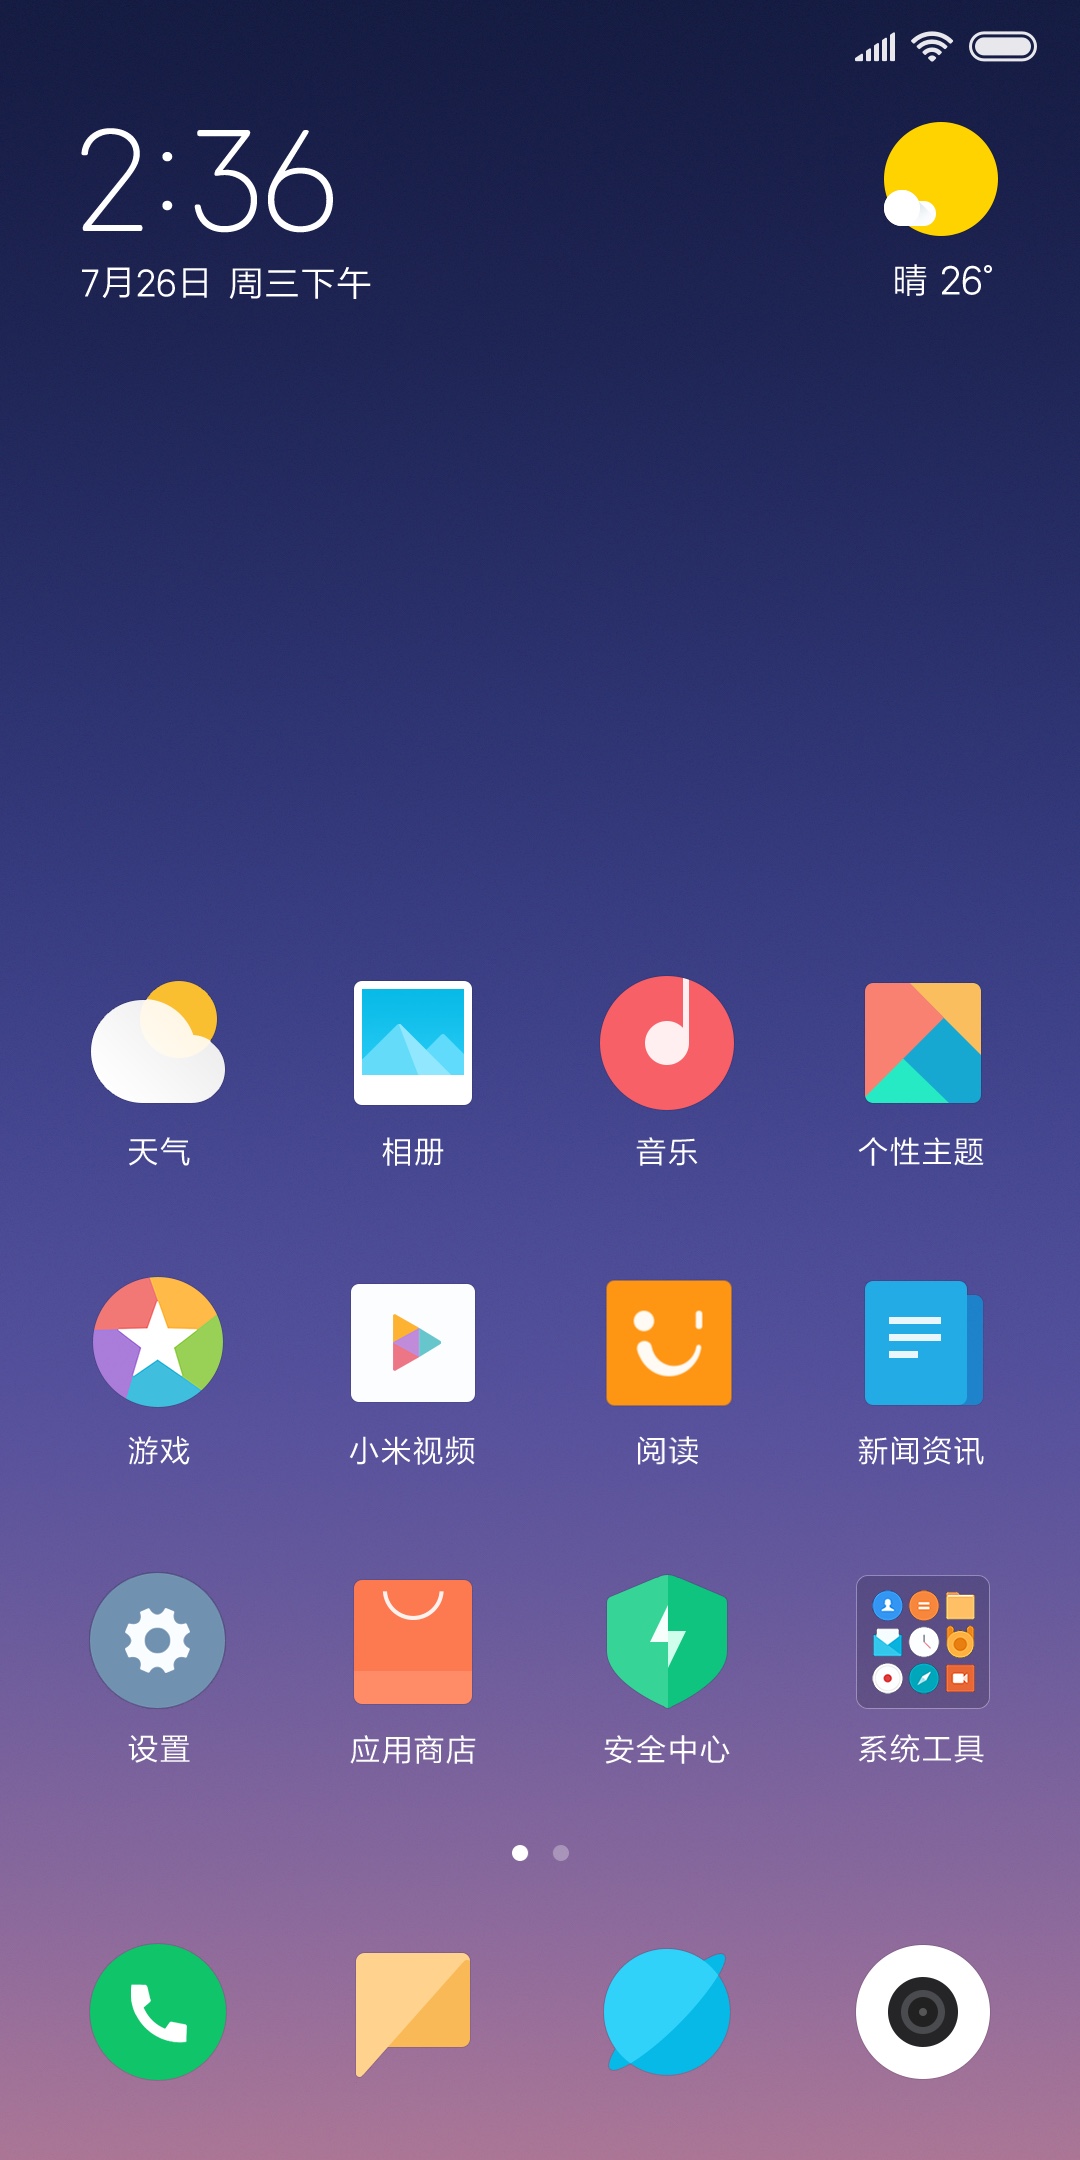 2:36
7月26日 周三下午
晴 26°
天气 相册 音乐 个性主题
游戏 小米视频 阅读 新闻资讯
设置 应用商店 安全中心 系统工具